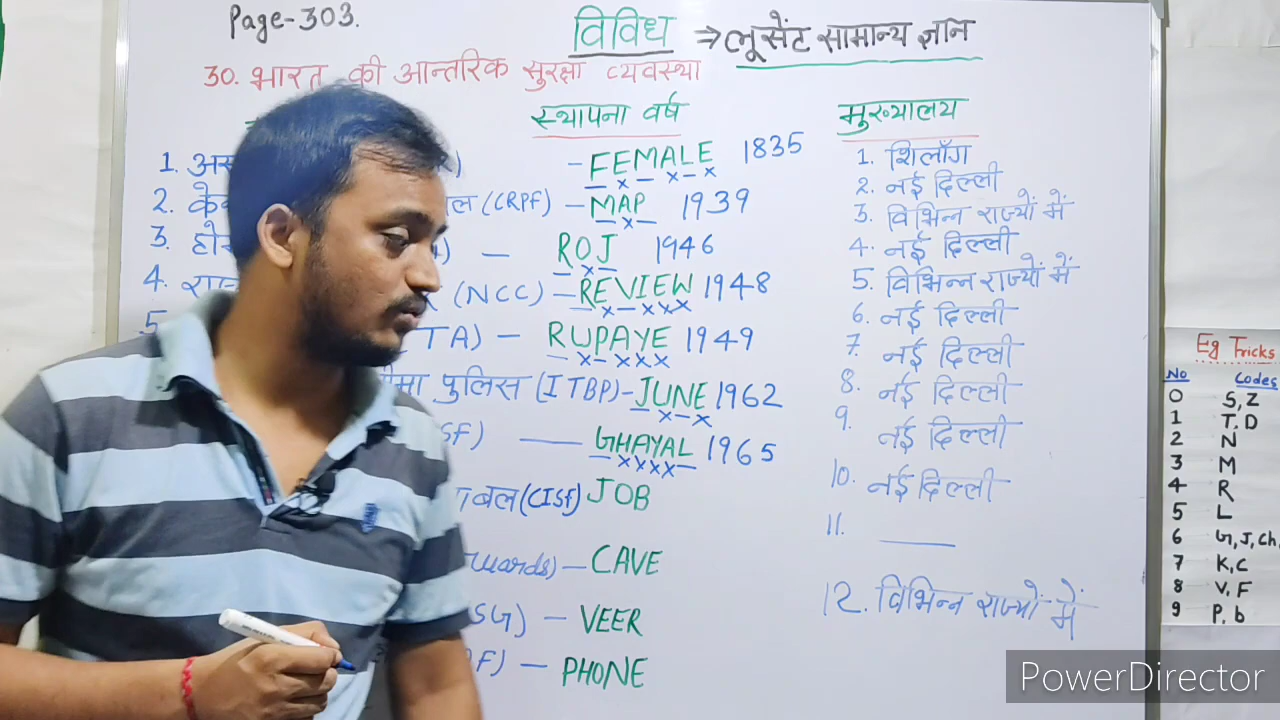 Page-303.
विविध ⇒ लूसेंट सामान्य ज्ञान
30. भारत की आन्तरिक सुरक्षा व्यवस्था
स्थापना वर्ष
मुख्यालय
1. अस ) - FEMALE 1835
2. के ल (CRPF) - MAP 1939
3. हो ) — ROJ 1946
4. (NCC) - REVIEW 1948
5 TA) - RUPAYE 1949
सीमा पुलिस (ITBP) - JUNE 1962
SF) — GHAYAL 1965
बल (CISF) JOB
uards) - CAVE
SG) - VEER
F) - PHONE
1. शिलाँग
2. नई दिल्ली
3. विभिन्न राज्यों में
4. नई दिल्ली
5. विभिन्न राज्यों में
6. नई दिल्ली
7. नई दिल्ली
8. नई दिल्ली
9. नई दिल्ली
10. नई दिल्ली
11. —
12. विभिन्न राज्यों में
Eg Tricks
No Codes
0 S, Z
1 T, D
2 N
3 M
4 R
5 L
6 G, J, Ch,
7 K, C
8 V, F
9 P, b
PowerDirector